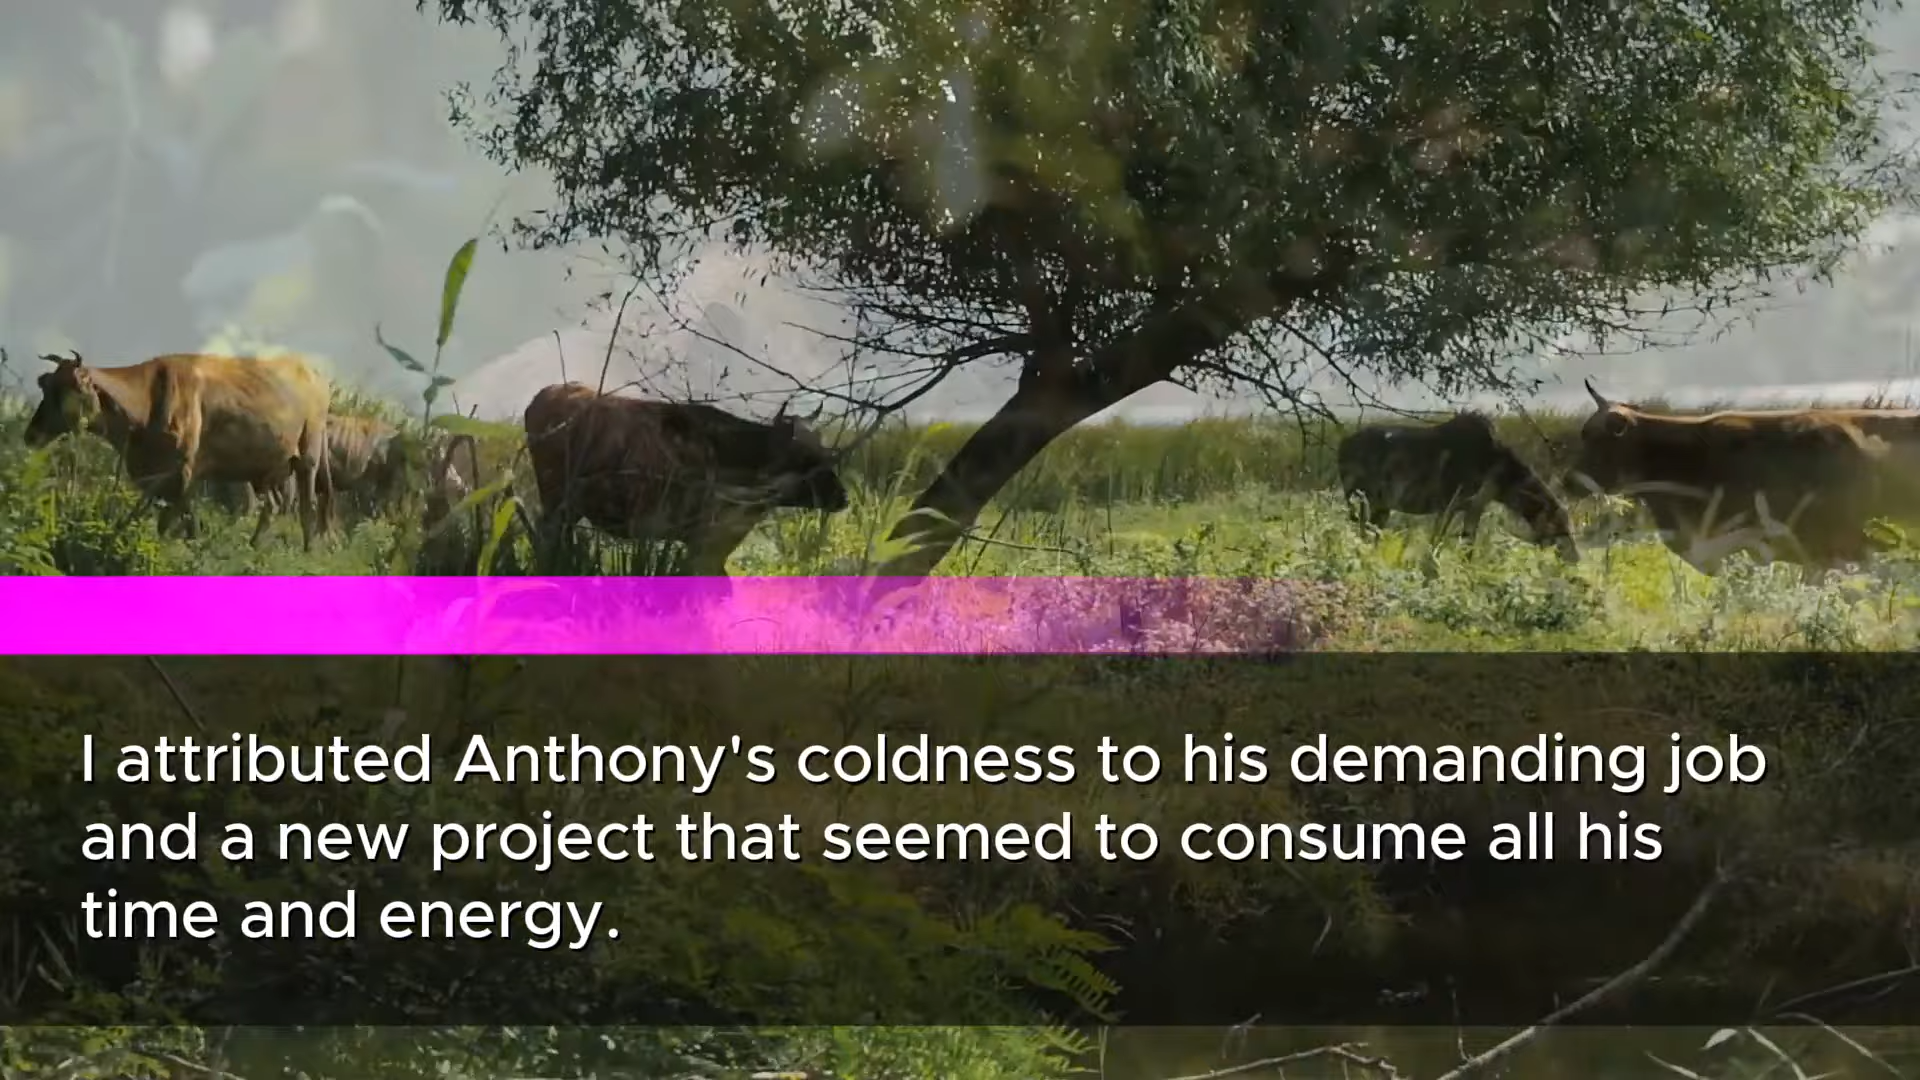 I attributed Anthony's coldness to his demanding job
and a new project that seemed to consume all his
time and energy.